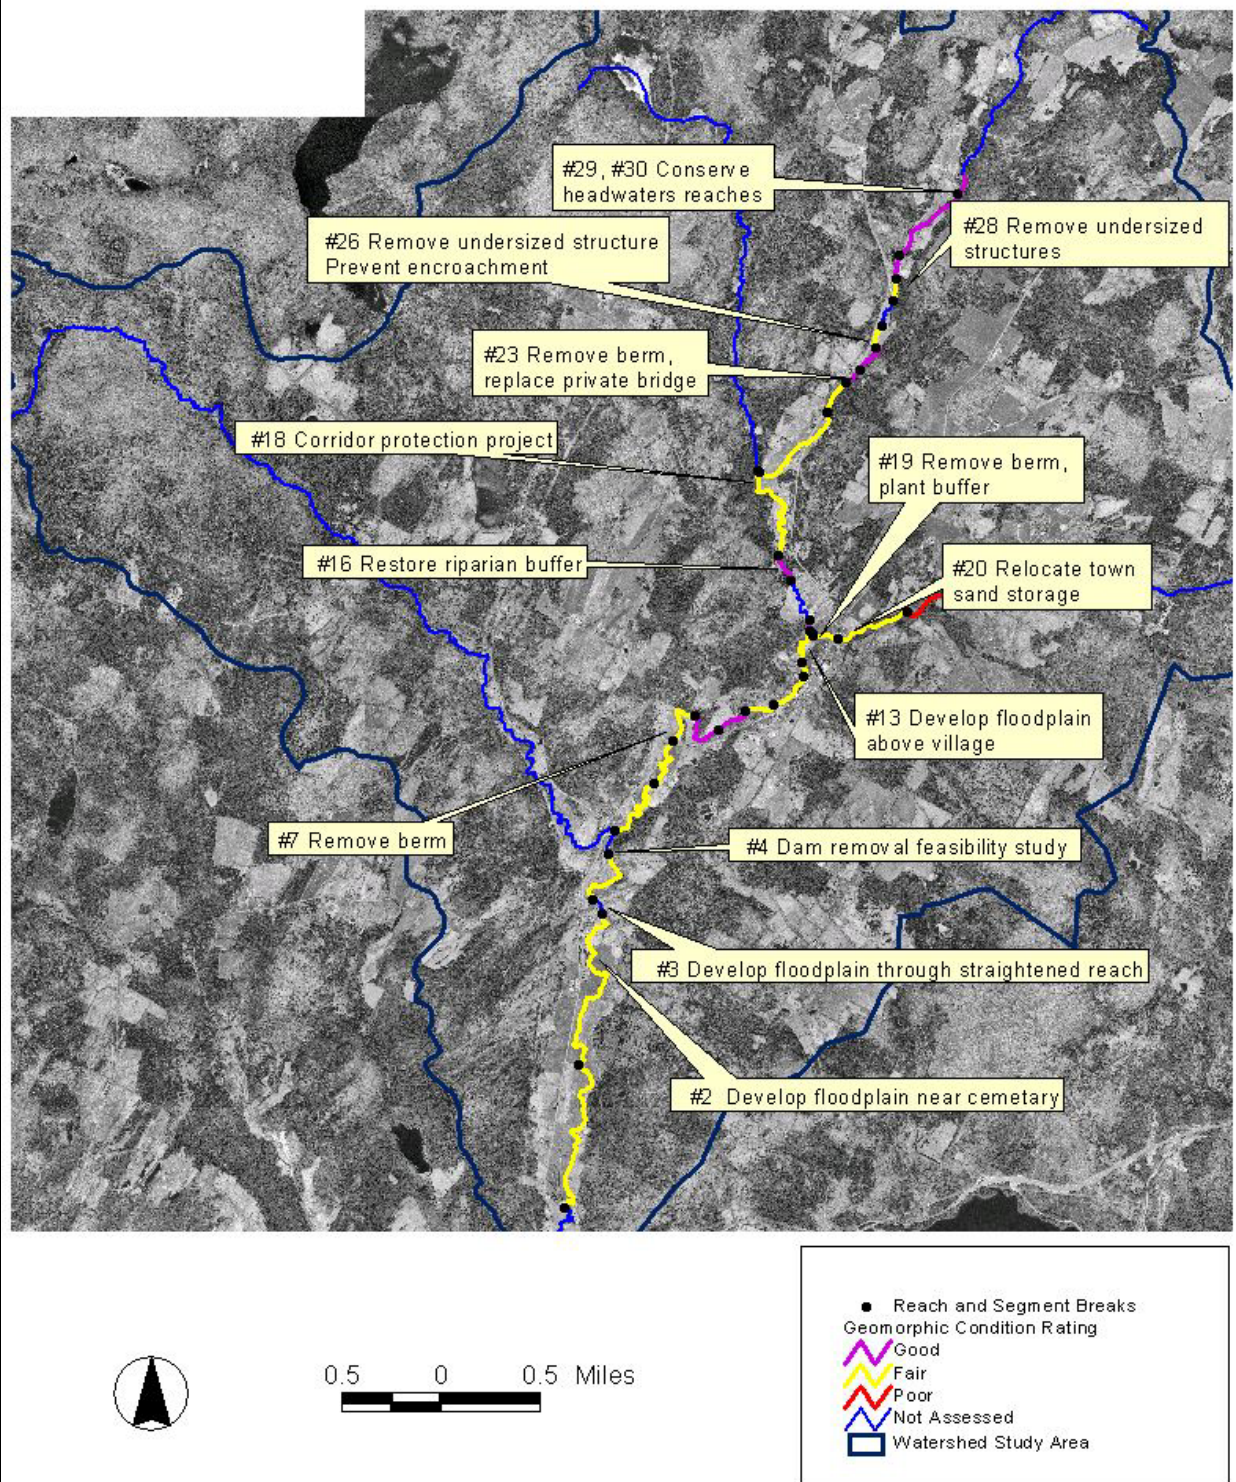 #29, #30 Conserve
headwaters reaches
#28 Remove undersized
structures
#26 Remove undersized structure
Prevent encroachment
#23 Remove berm,
replace private bridge
#18 Corridor protection project
#19 Remove berm,
plant buffer
#16 Restore riparian buffer
#20 Relocate town
sand storage
#13 Develop floodplain
above village
#7 Remove berm
#4 Dam removal feasibility study
#3 Develop floodplain through straightened reach
#2 Develop floodplain near cemetary
0.5 0 0.5 Miles
Reach and Segment Breaks
Geomorphic Condition Rating
Good
Fair
Poor
Not Assessed
Watershed Study Area